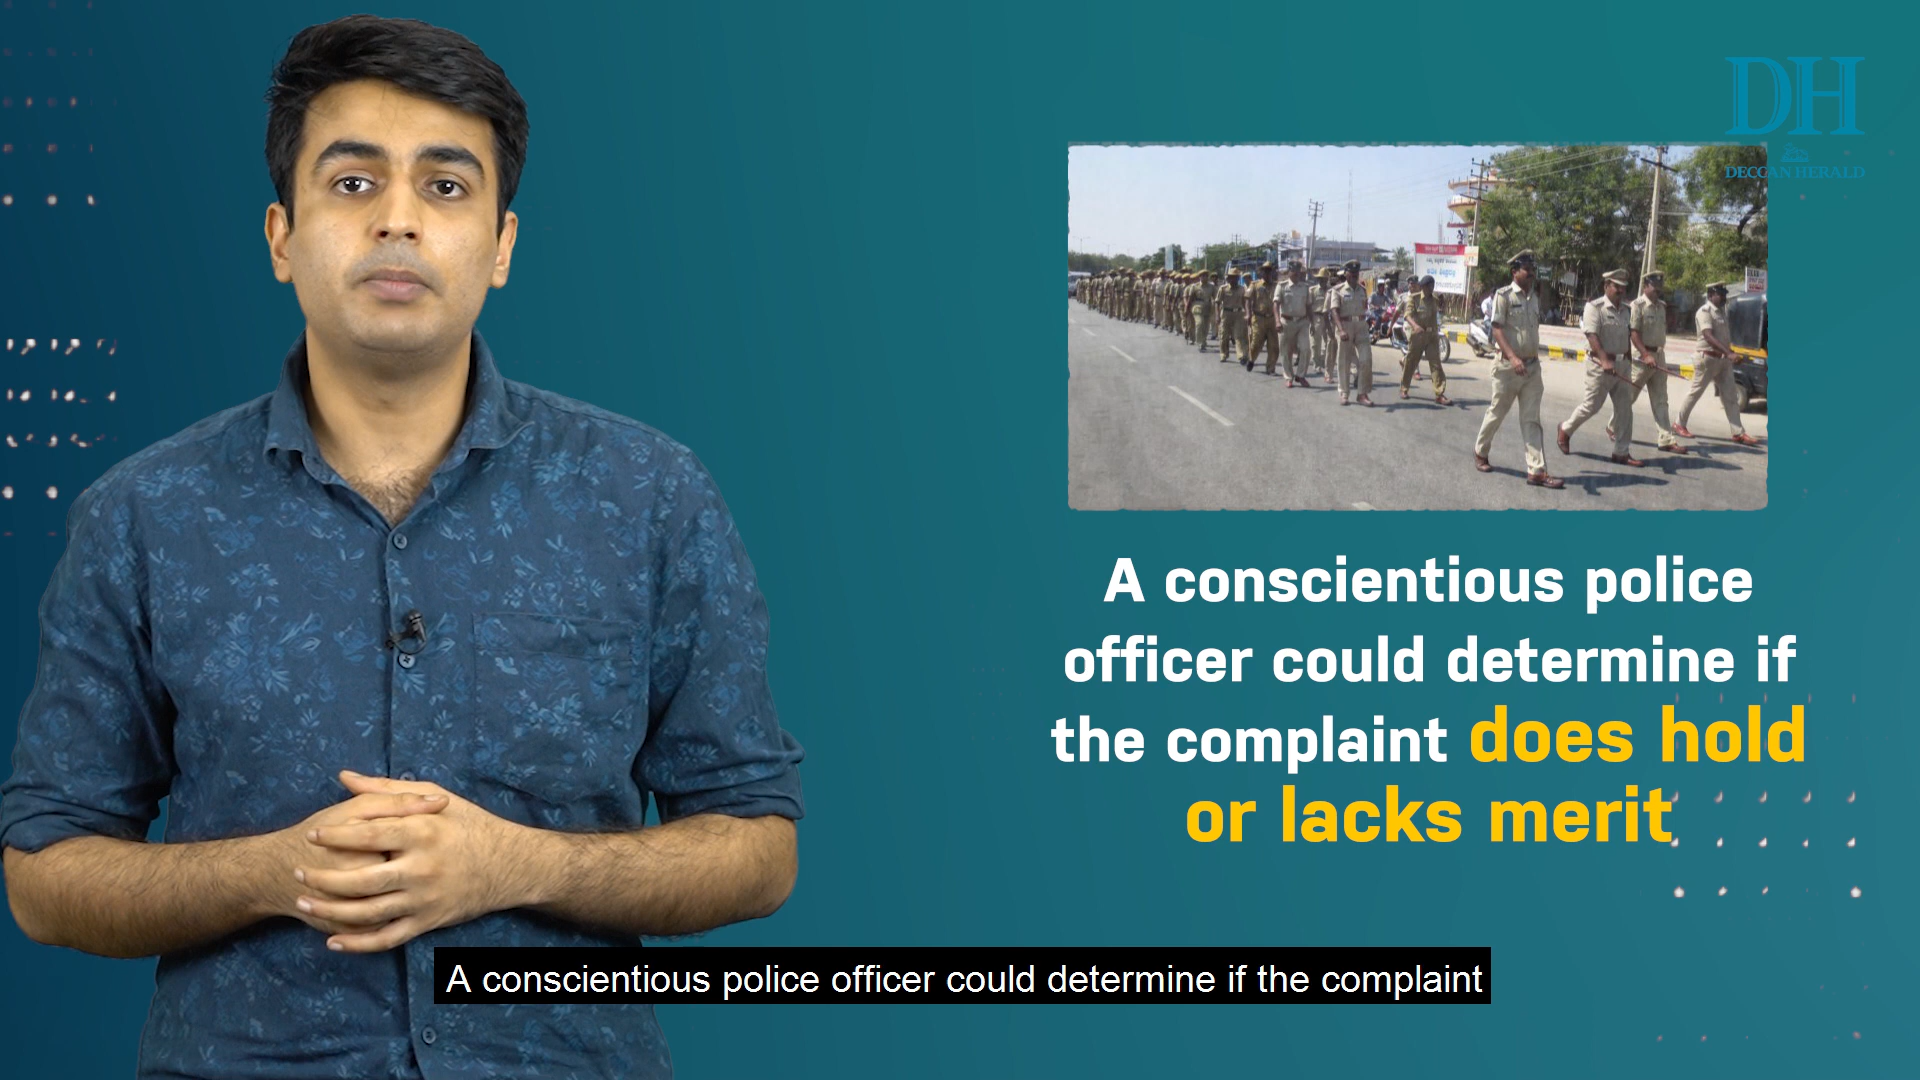 DH
DECCAN HERALD
A conscientious police
officer could determine if
the complaint does hold
or lacks merit
A conscientious police officer could determine if the complaint